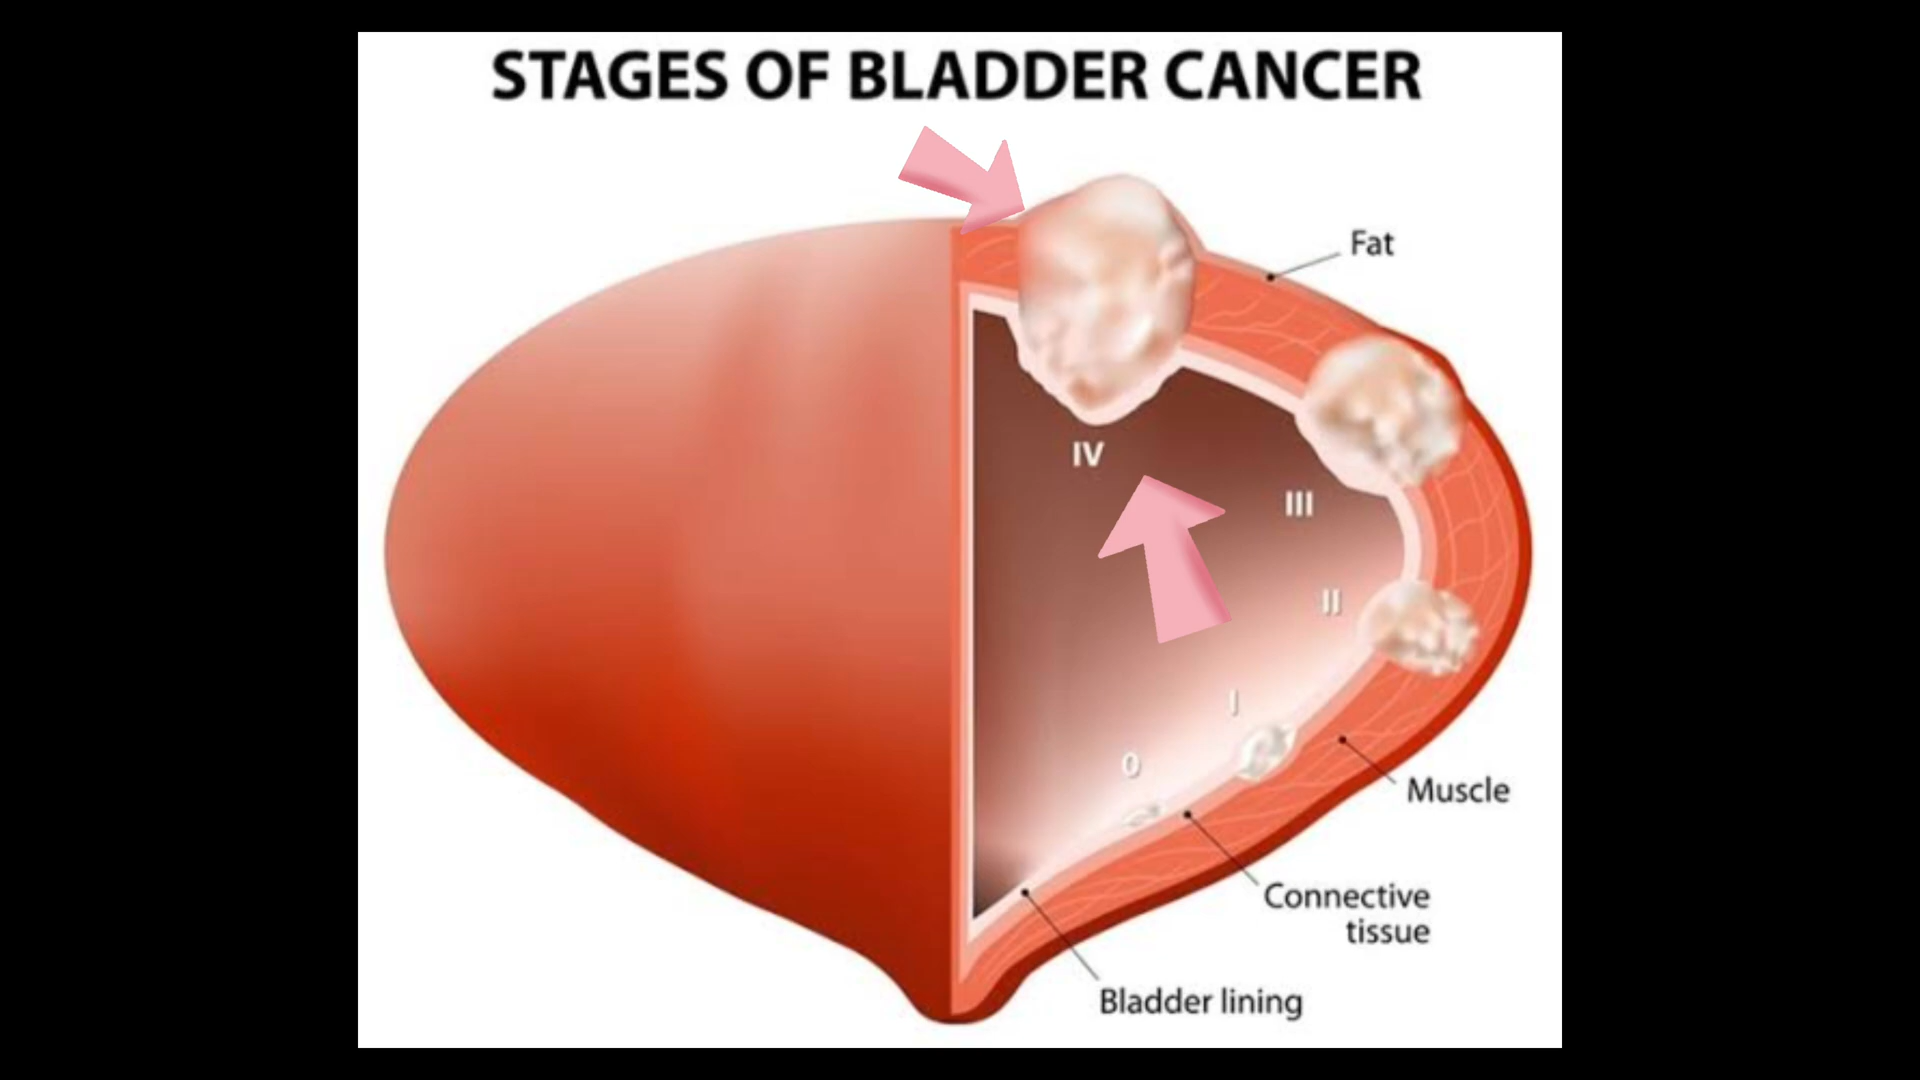 STAGES OF BLADDER CANCER
Fat
IV
III
II
I
0
Muscle
Connective
tissue
Bladder lining